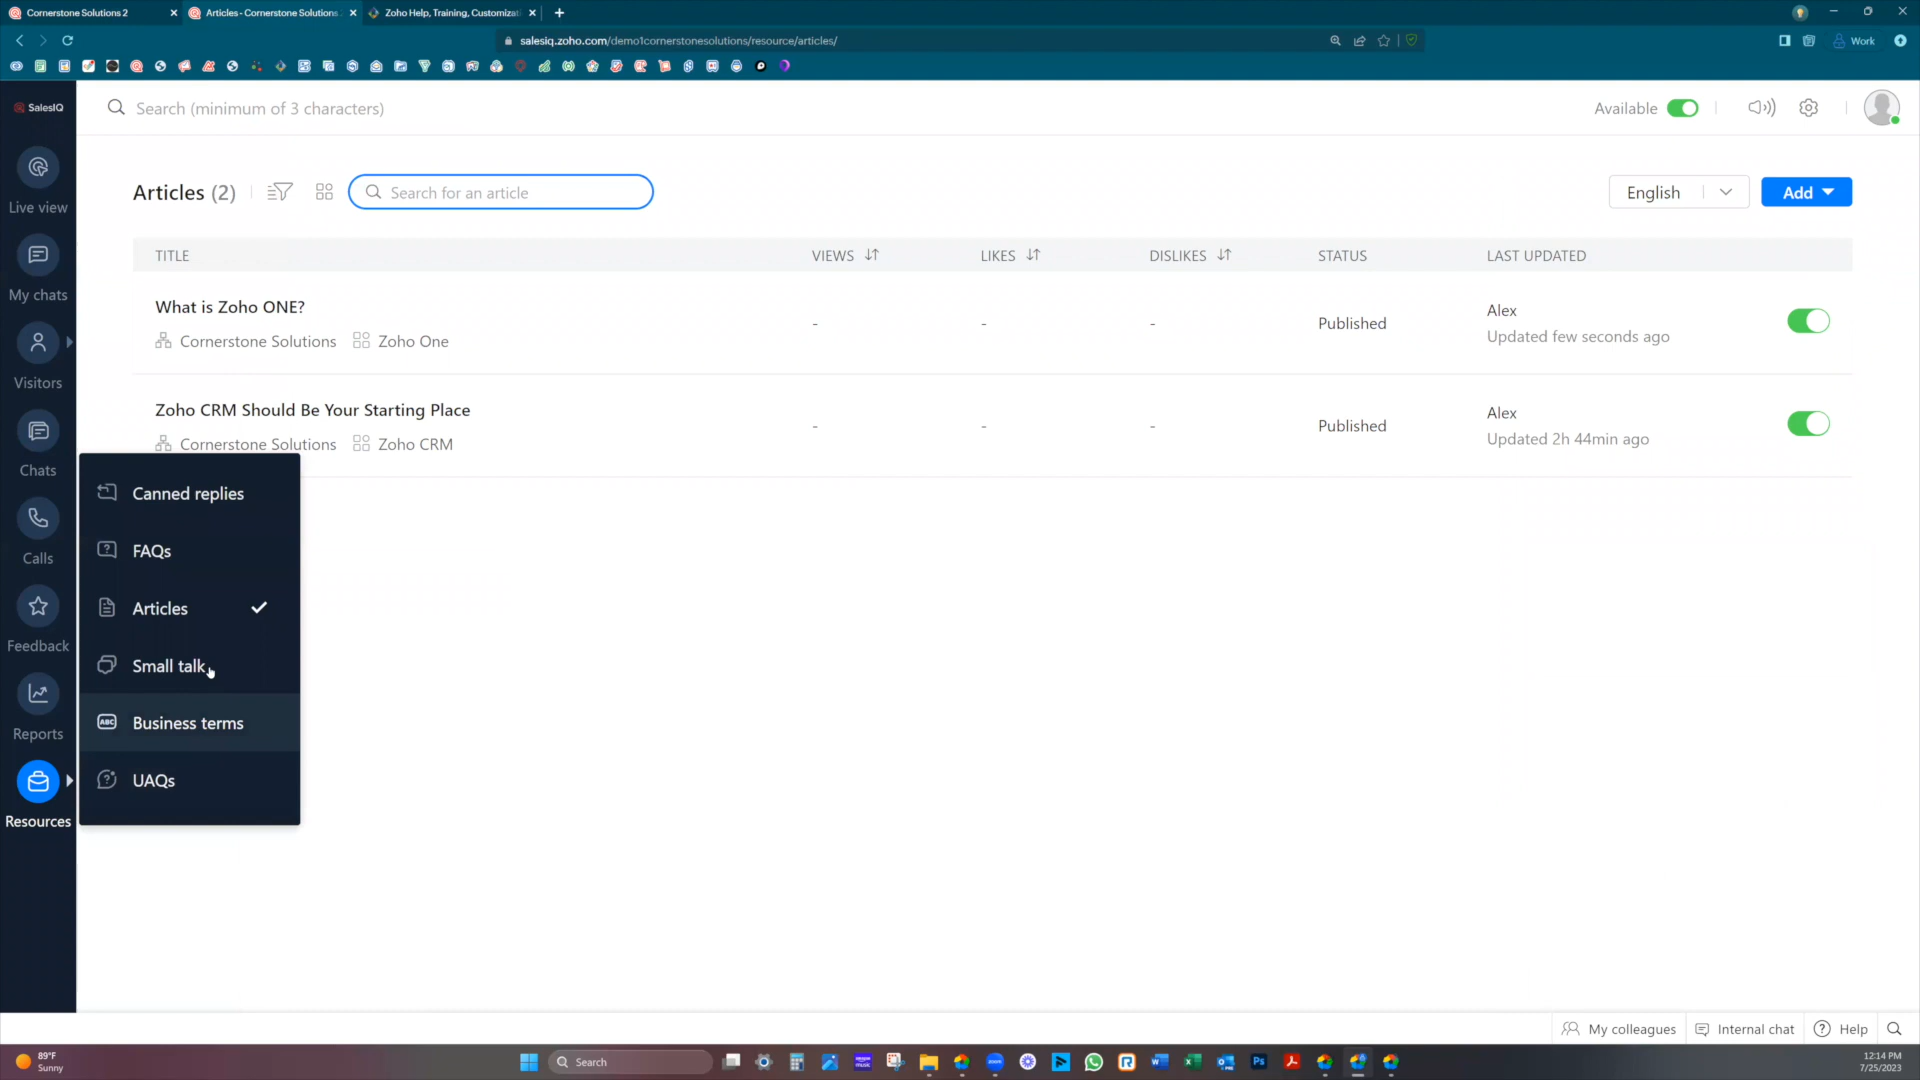 Cornerstone Solutions 2
Articles - Cornerstone Solutions
Zoho Help, Training, Customizati
salesiq.zoho.com/demo1cornerstonesolutions/resource/articles/
Work
SalesIQ
Search (minimum of 3 characters)
Available
Live view
My chats
Visitors
Chats
Calls
Feedback
Reports
Resources
Articles (2)
Search for an article
English
Add
TITLE VIEWS LIKES DISLIKES STATUS LAST UPDATED
What is Zoho ONE?
Cornerstone Solutions Zoho One
- - - Published
Alex
Updated few seconds ago
Zoho CRM Should Be Your Starting Place
Cornerstone Solutions Zoho CRM
- - - Published
Alex
Updated 2h 44min ago
Canned replies
FAQs
Articles
Small talk
ABC Business terms
UAQs
My colleagues Internal chat Help
89°F
Sunny
Search
12:14 PM
7/25/2023